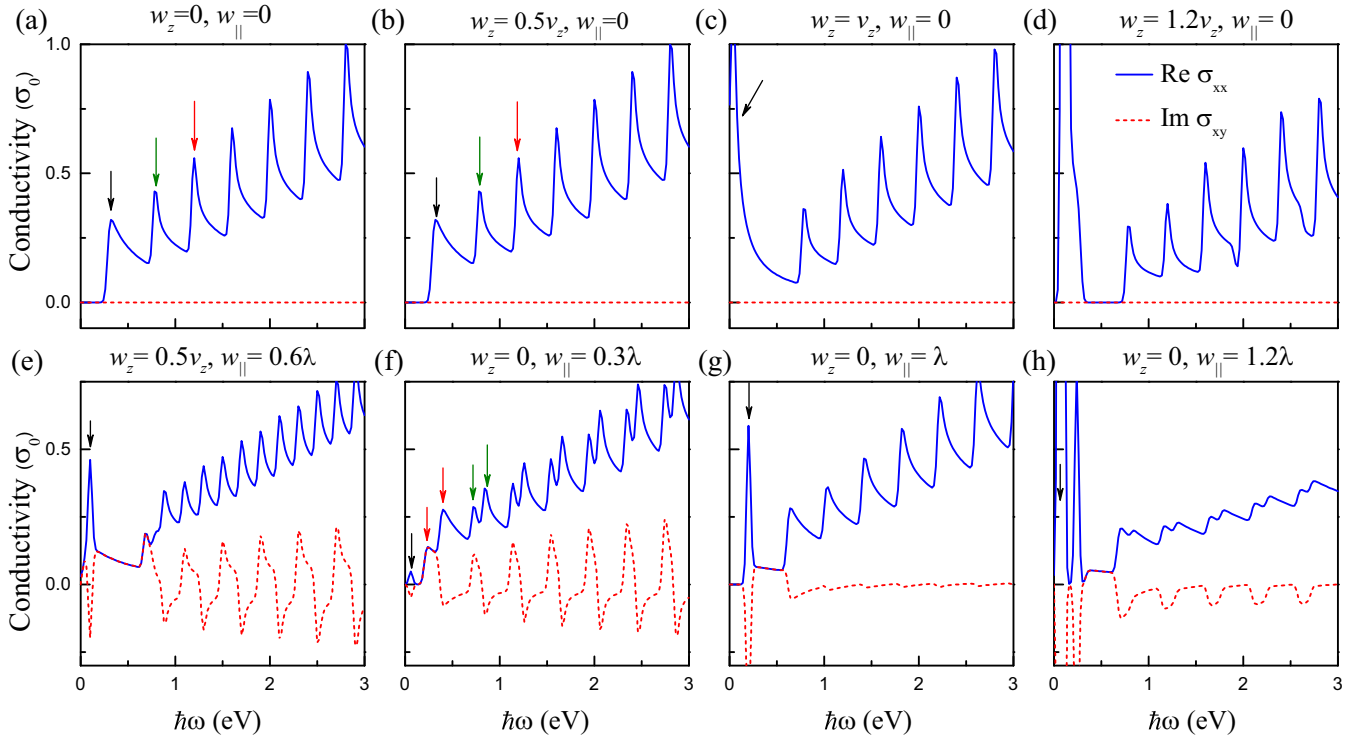 (a) w_z=0, w_||=0
(b) w_z= 0.5v_z, w_||=0
(c) w_z= v_z, w_||= 0
(d) w_z= 1.2v_z, w_||= 0
Conductivity (σ_0)
1.0
0.5
0.0
Re σ_xx
Im σ_xy
(e) w_z= 0.5v_z, w_||= 0.6λ
(f) w_z= 0, w_||= 0.3λ
(g) w_z= 0, w_||= λ
(h) w_z= 0, w_||= 1.2λ
Conductivity (σ_0)
0.5
0.0
0 1 2 3
0 1 2 3
0 1 2 3
0 1 2 3
ħω (eV)
ħω (eV)
ħω (eV)
ħω (eV)